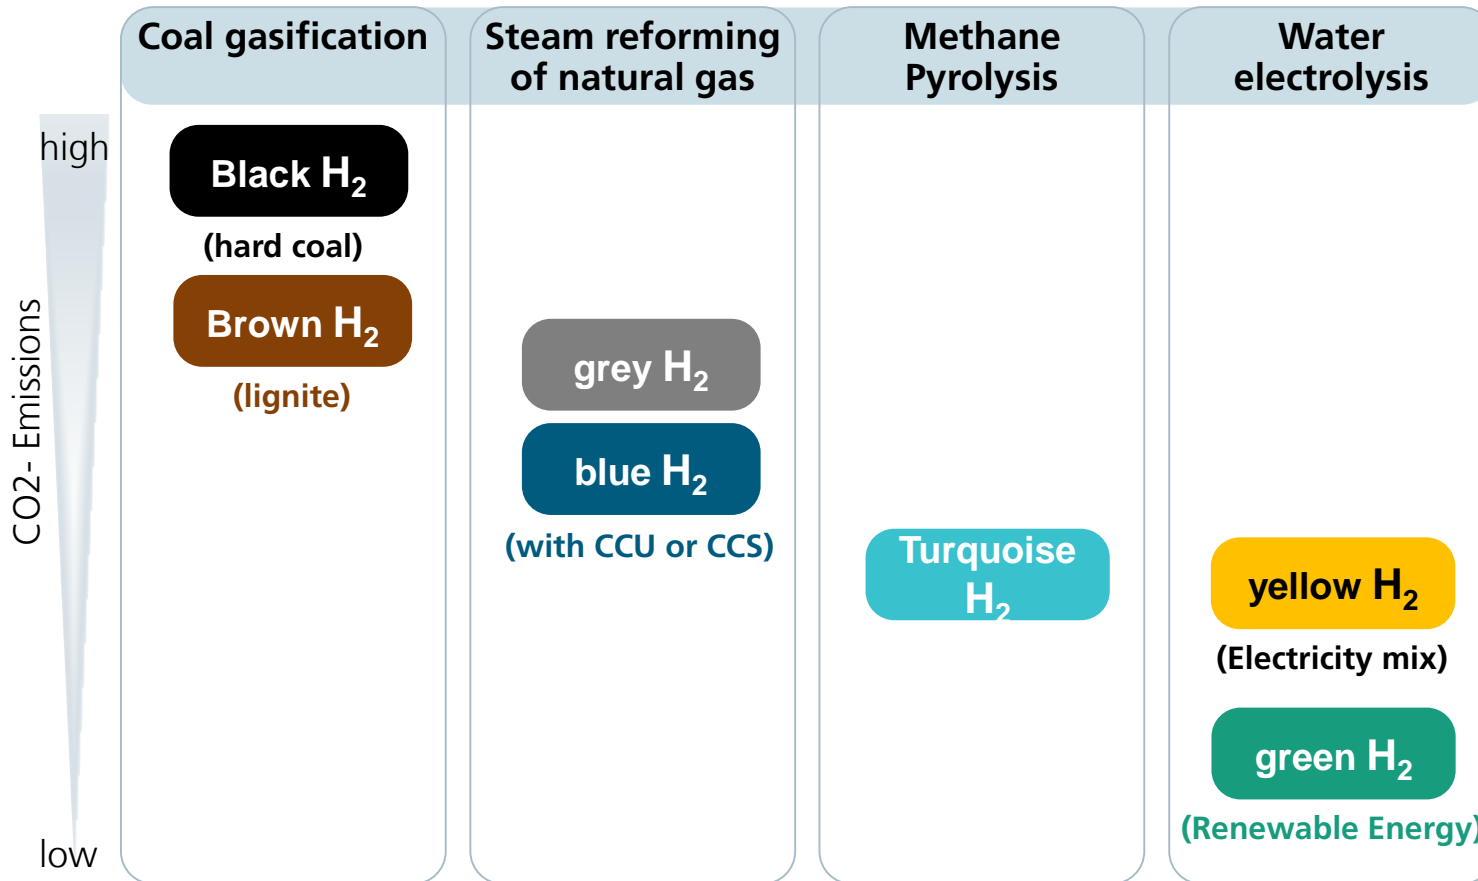 Coal gasification
Steam reforming
of natural gas
Methane
Pyrolysis
Water
electrolysis
high
CO2- Emissions
low
Black H₂
(hard coal)
Brown H₂
(lignite)
grey H₂
blue H₂
(with CCU or CCS)
Turquoise
H₂
yellow H₂
(Electricity mix)
green H₂
(Renewable Energy)